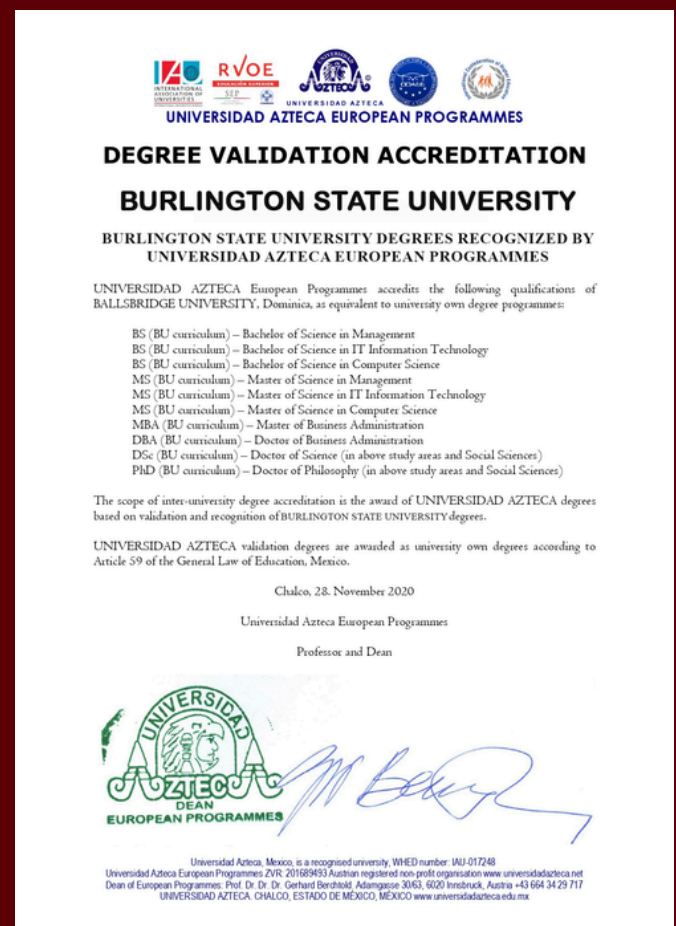 INTERNATIONAL
ASSOCIATION OF
UNIVERSITIES
RVOE
EDUCACIÓN SUPERIOR
SEP
UNIVERSIDAD
AZTECA
UNIVERSIDAD AZTECA
UNIVERSIDAD AZTECA EUROPEAN PROGRAMMES
DEGREE VALIDATION ACCREDITATION
BURLINGTON STATE UNIVERSITY
BURLINGTON STATE UNIVERSITY DEGREES RECOGNIZED BY
UNIVERSIDAD AZTECA EUROPEAN PROGRAMMES
UNIVERSIDAD AZTECA European Programmes accredits the following qualifications of
BALLSBRIDGE UNIVERSITY, Dominica, as equivalent to university own degree programmes:
BS (BU curriculum) – Bachelor of Science in Management
BS (BU curriculum) – Bachelor of Science in IT Information Technology
BS (BU curriculum) – Bachelor of Science in Computer Science
MS (BU curriculum) – Master of Science in Management
MS (BU curriculum) – Master of Science in IT Information Technology
MS (BU curriculum) – Master of Science in Computer Science
MBA (BU curriculum) – Master of Business Administration
DBA (BU curriculum) – Doctor of Business Administration
DSc (BU curriculum) – Doctor of Science (in above study areas and Social Sciences)
PhD (BU curriculum) – Doctor of Philosophy (in above study areas and Social Sciences)
The scope of inter-university degree accreditation is the award of UNIVERSIDAD AZTECA degrees
based on validation and recognition of BURLINGTON STATE UNIVERSITY degrees.
UNIVERSIDAD AZTECA validation degrees are awarded as university own degrees according to
Article 59 of the General Law of Education, Mexico.
Chalco, 28. November 2020
Universidad Azteca European Programmes
Professor and Dean
UNIVERSIDAD
AZTECA
DEAN
EUROPEAN PROGRAMMES
Universidad Azteca, Mexico, is a recognised university, WHED number: IAU-017248
Universidad Azteca European Programmes ZVR: 201689493 Austrian registered non-profit organisation www.universidadazteca.net
Dean of European Programmes: Prof. Dr. Dr. Dr. Gerhard Berchtold, Adamgasse 30/63, 6020 Innsbruck, Austria +43 664 34 29 717
UNIVERSIDAD AZTECA. CHALCO, ESTADO DE MÉXICO, MÉXICO www.universidadazteca.edu.mx